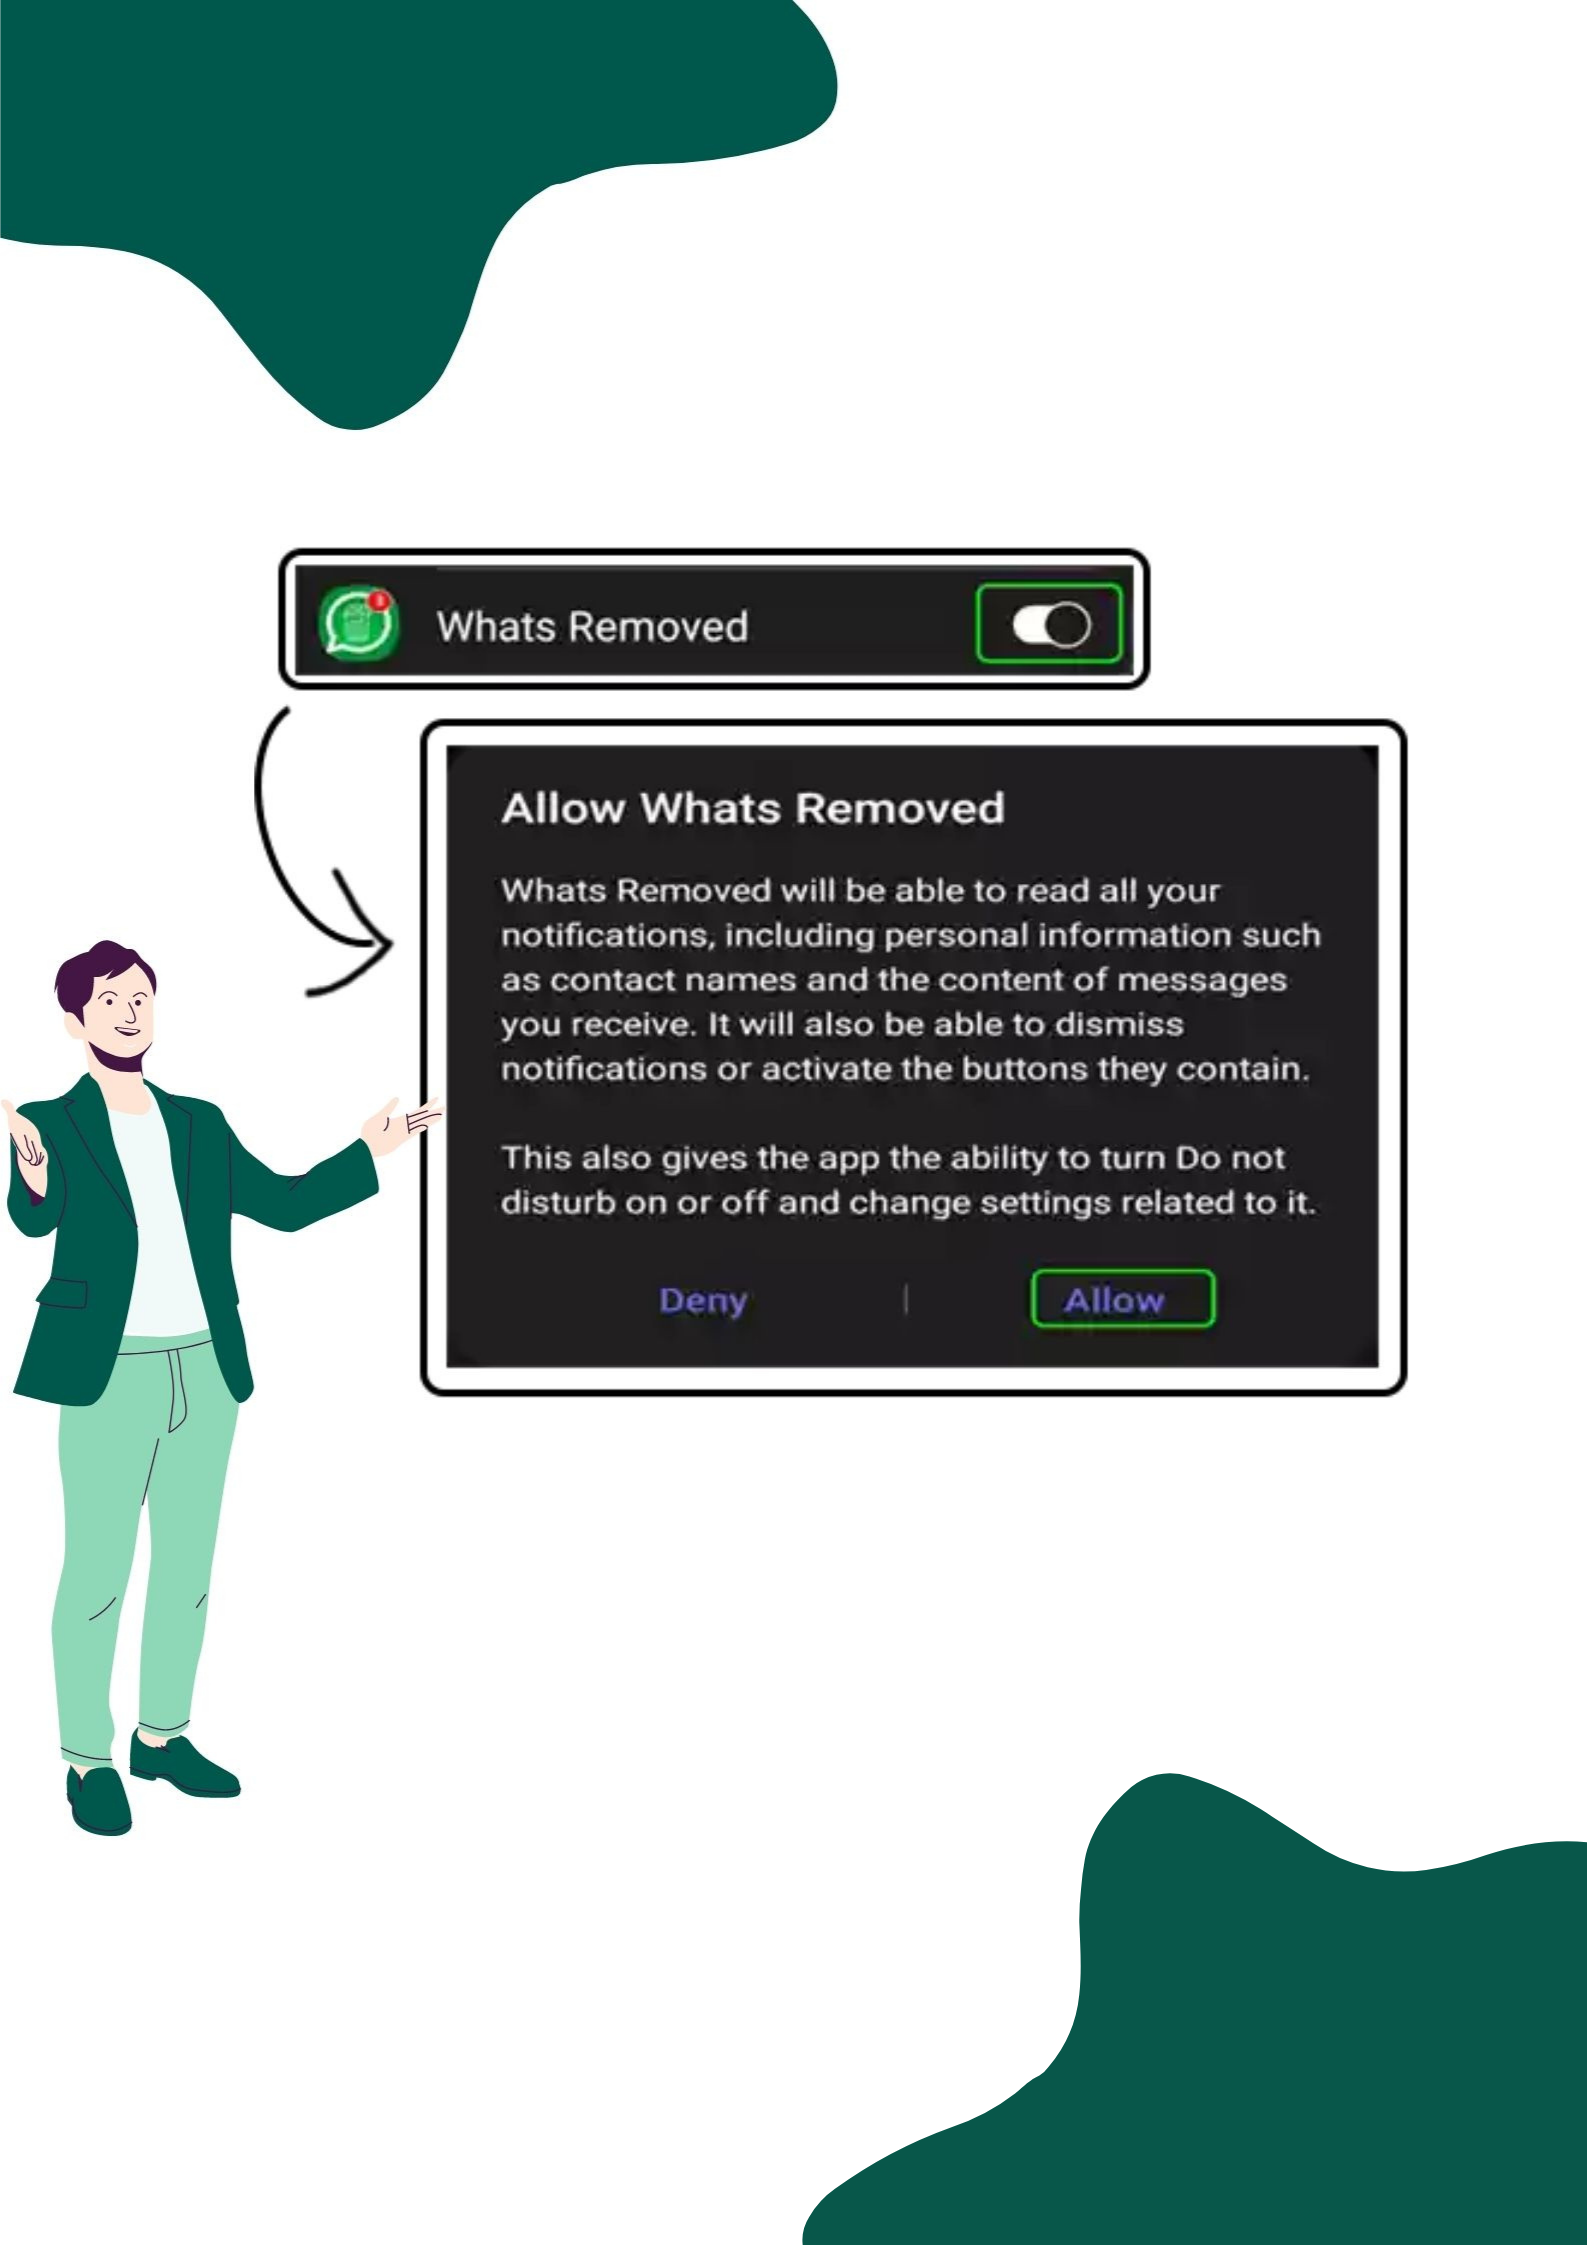 Whats Removed
Allow Whats Removed
Whats Removed will be able to read all your
notifications, including personal information such
as contact names and the content of messages
you receive. It will also be able to dismiss
notifications or activate the buttons they contain.
This also gives the app the ability to turn Do not
disturb on or off and change settings related to it.
Deny | Allow